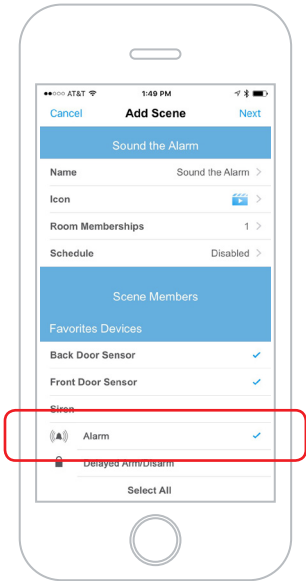 AT&T 1:49 PM
Cancel Add Scene Next
Sound the Alarm
Name Sound the Alarm
Icon
Room Memberships 1
Schedule Disabled
Scene Members
Favorites Devices
Back Door Sensor
Front Door Sensor
Siren
Alarm
Delayed Arm/Disarm
Select All